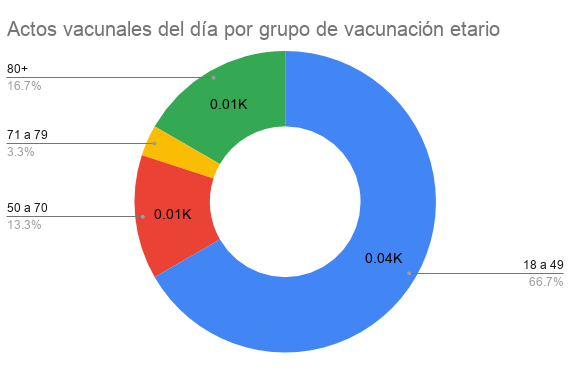 Actos vacunales del día por grupo de vacunación etario
80+
16.7%
0.01K
71 a 79
3.3%
50 a 70
13.3%
0.01K
0.04K
18 a 49
66.7%